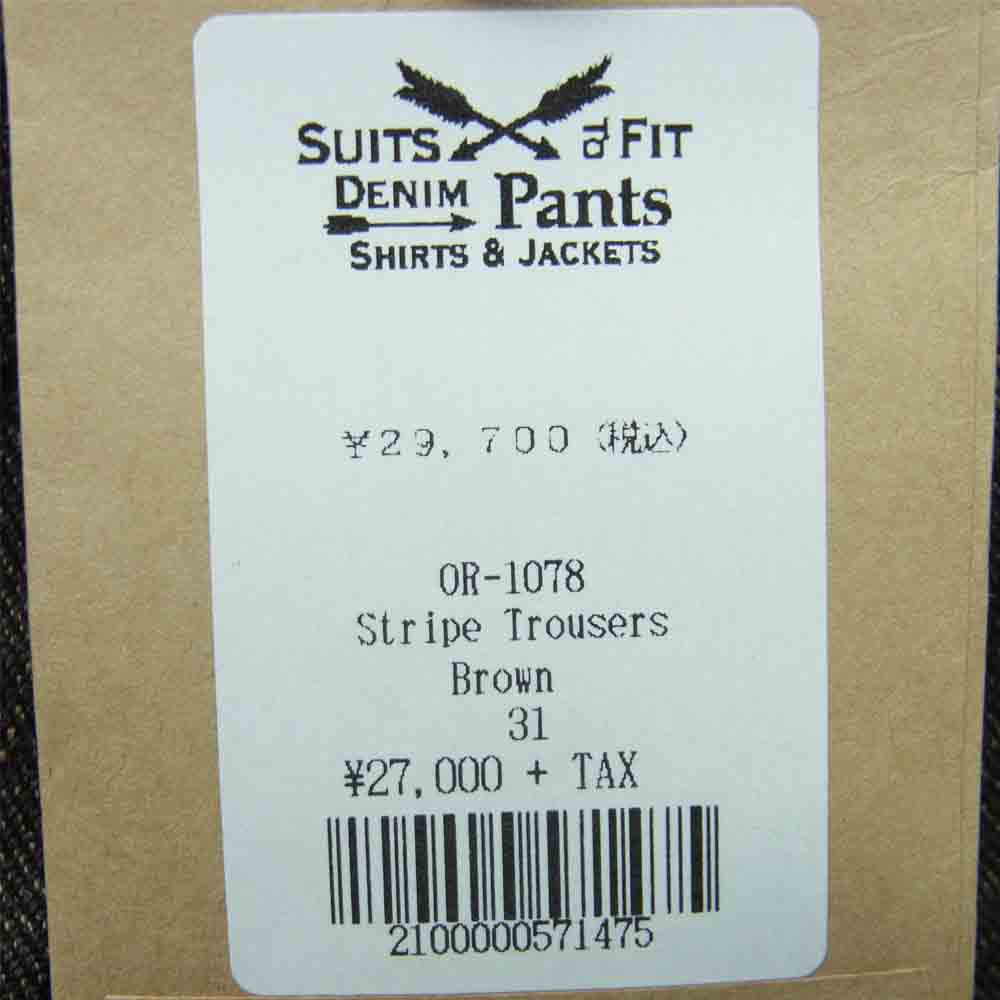 SUITS FIT
DENIM Pants
SHIRTS & JACKETS
¥29,700 (税込)
OR-1078
Stripe Trousers
Brown
31
¥27,000 + TAX
2100000571475